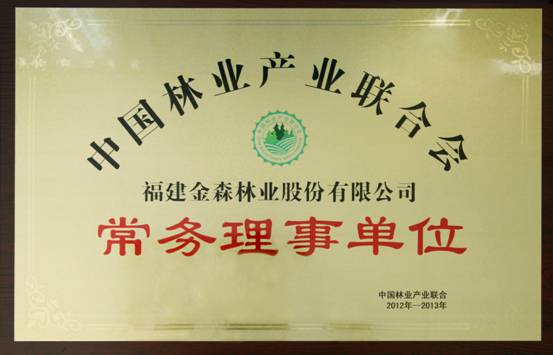 中国林业产业联合会
福建金森林业股份有限公司
常务理事单位
中国林业产业联合
2012年—2013年